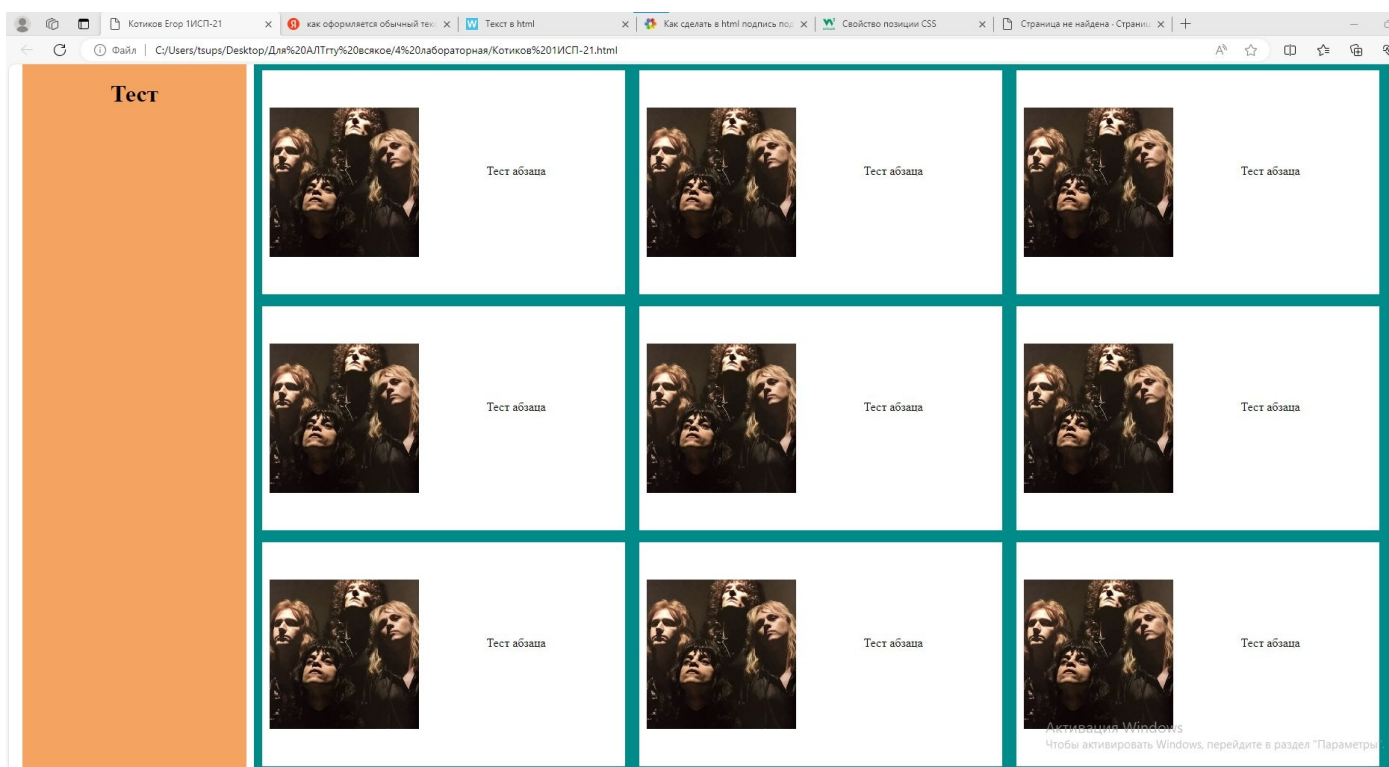 Котиков Егор 1ИСП-21
как оформляется обычный текс
Текст в html
Как сделать в html подпись под
Свойство позиции CSS
Страница не найдена · Страниц
Файл | C:/Users/tsups/Desktop/Для%20АЛТгту%20всякое/4%20лабораторная/Котиков%201ИСП-21.html
Тест
Тест абзаца Тест абзаца Тест абзаца
Тест абзаца Тест абзаца Тест абзаца
Тест абзаца Тест абзаца Тест абзаца
Активация Windows
Чтобы активировать Windows, перейдите в раздел "Параметры".